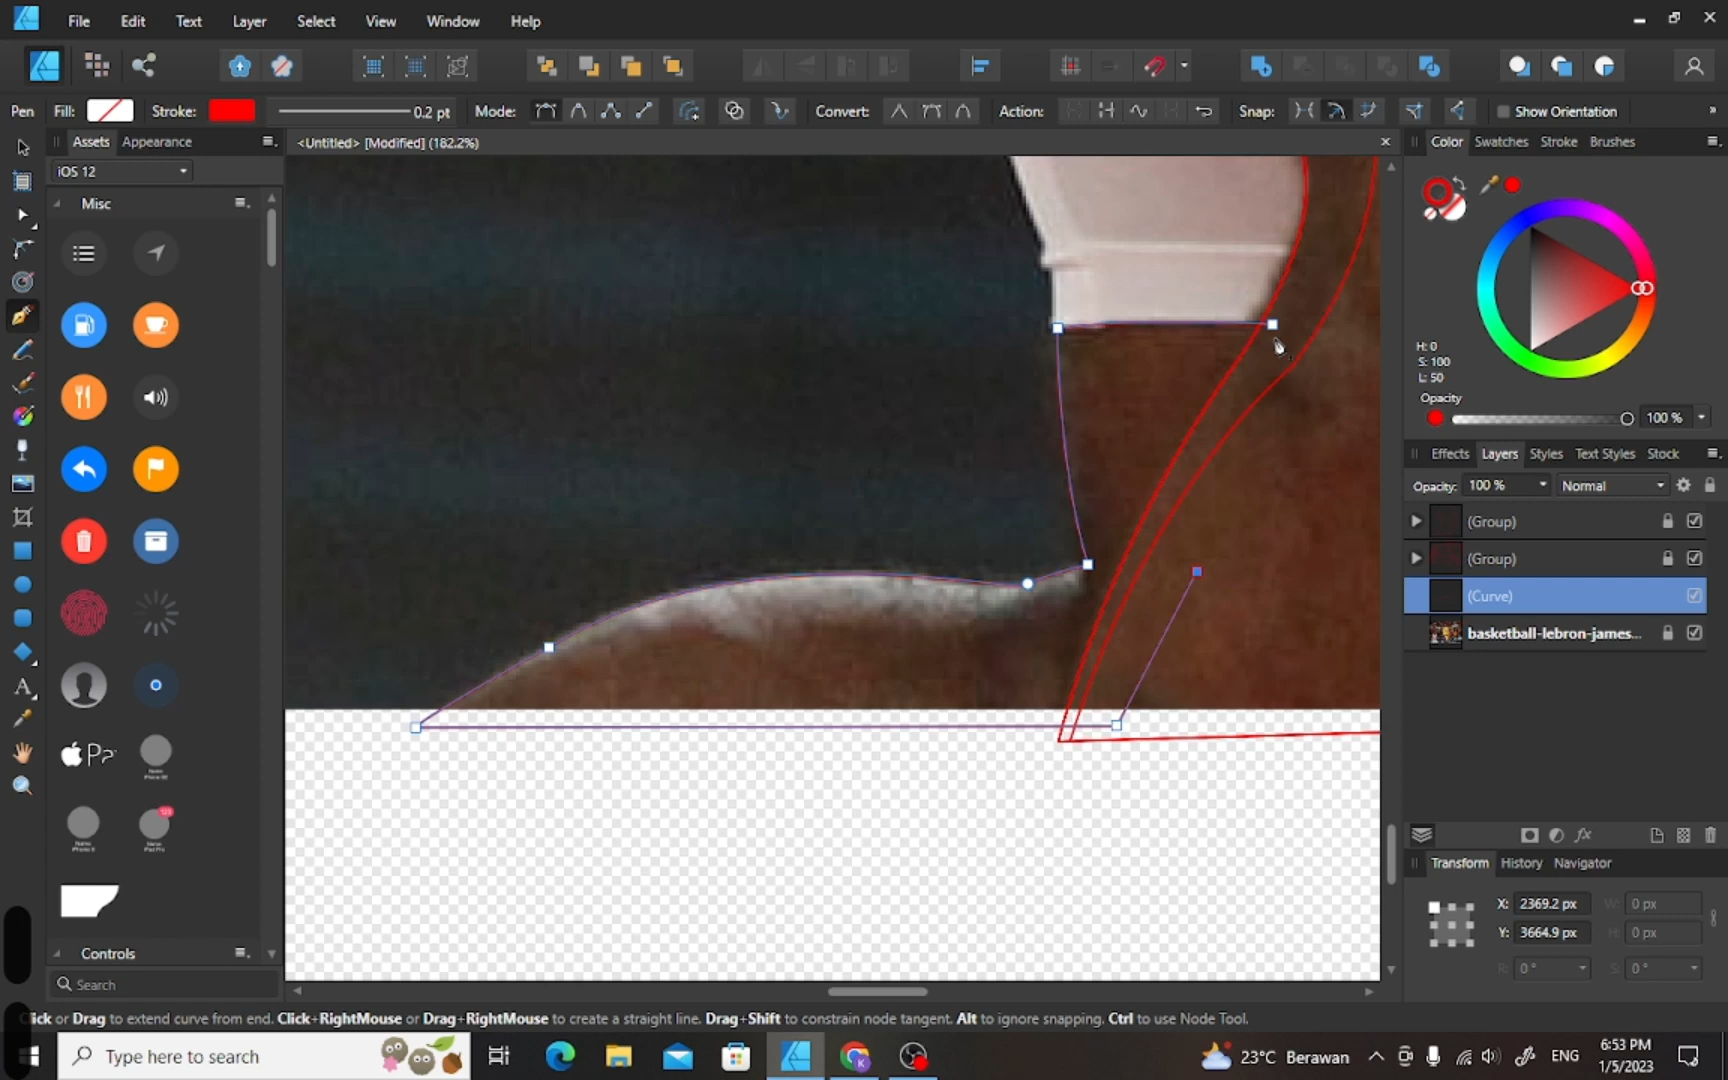 File Edit Text Layer Select View Window Help
Pen Fill: Stroke: 0.2 pt Mode: Convert: Action: Snap: Show Orientation »
Assets Appearance
<Untitled> [Modified] (182.2%)
Color Swatches Stroke Brushes
iOS 12
Misc
H: 0
S: 100
L: 50
Opacity
100 %
Effects Layers Styles Text Styles Stock
Opacity: 100 % Normal
(Group)
(Group)
(Curve)
basketball-lebron-james...
Transform History Navigator
X: 2369.2 px W: 0 px
Y: 3664.9 px H: 0 px
R: 0 ° S: 0 °
Controls
Search
Click or Drag to extend curve from end. Click+RightMouse or Drag+RightMouse to create a straight line. Drag+Shift to constrain node tangent. Alt to ignore snapping. Ctrl to use Node Tool.
Type here to search
23°C Berawan
ENG
6:53 PM
1/5/2023